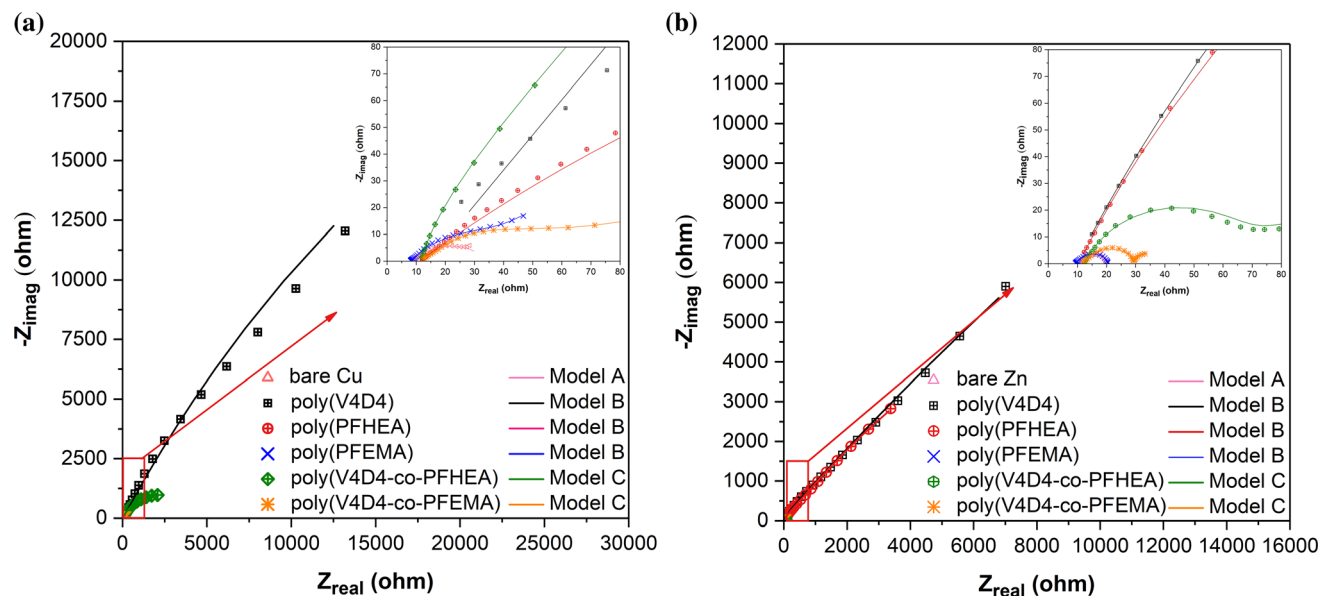 (a)
20000
17500
15000
12500
10000
7500
5000
2500
0
-Zimag (ohm)
0 5000 10000 15000 20000 25000 30000
Zreal (ohm)
80
70
60
50
40
30
20
10
0
-Zimag (ohm)
0 10 20 30 40 50 60 70 80
Zreal (ohm)
bare Cu Model A
poly(V4D4) Model B
poly(PFHEA) Model B
poly(PFEMA) Model B
poly(V4D4-co-PFHEA) Model C
poly(V4D4-co-PFEMA) Model C
(b)
12000
11000
10000
9000
8000
7000
6000
5000
4000
3000
2000
1000
0
-Zimag (ohm)
0 2000 4000 6000 8000 10000 12000 14000 16000
Zreal (ohm)
80
70
60
50
40
30
20
10
0
-Zimag (ohm)
0 10 20 30 40 50 60 70 80
Zreal (ohm)
bare Zn Model A
poly(V4D4) Model B
poly(PFHEA) Model B
poly(PFEMA) Model B
poly(V4D4-co-PFHEA) Model C
poly(V4D4-co-PFEMA) Model C